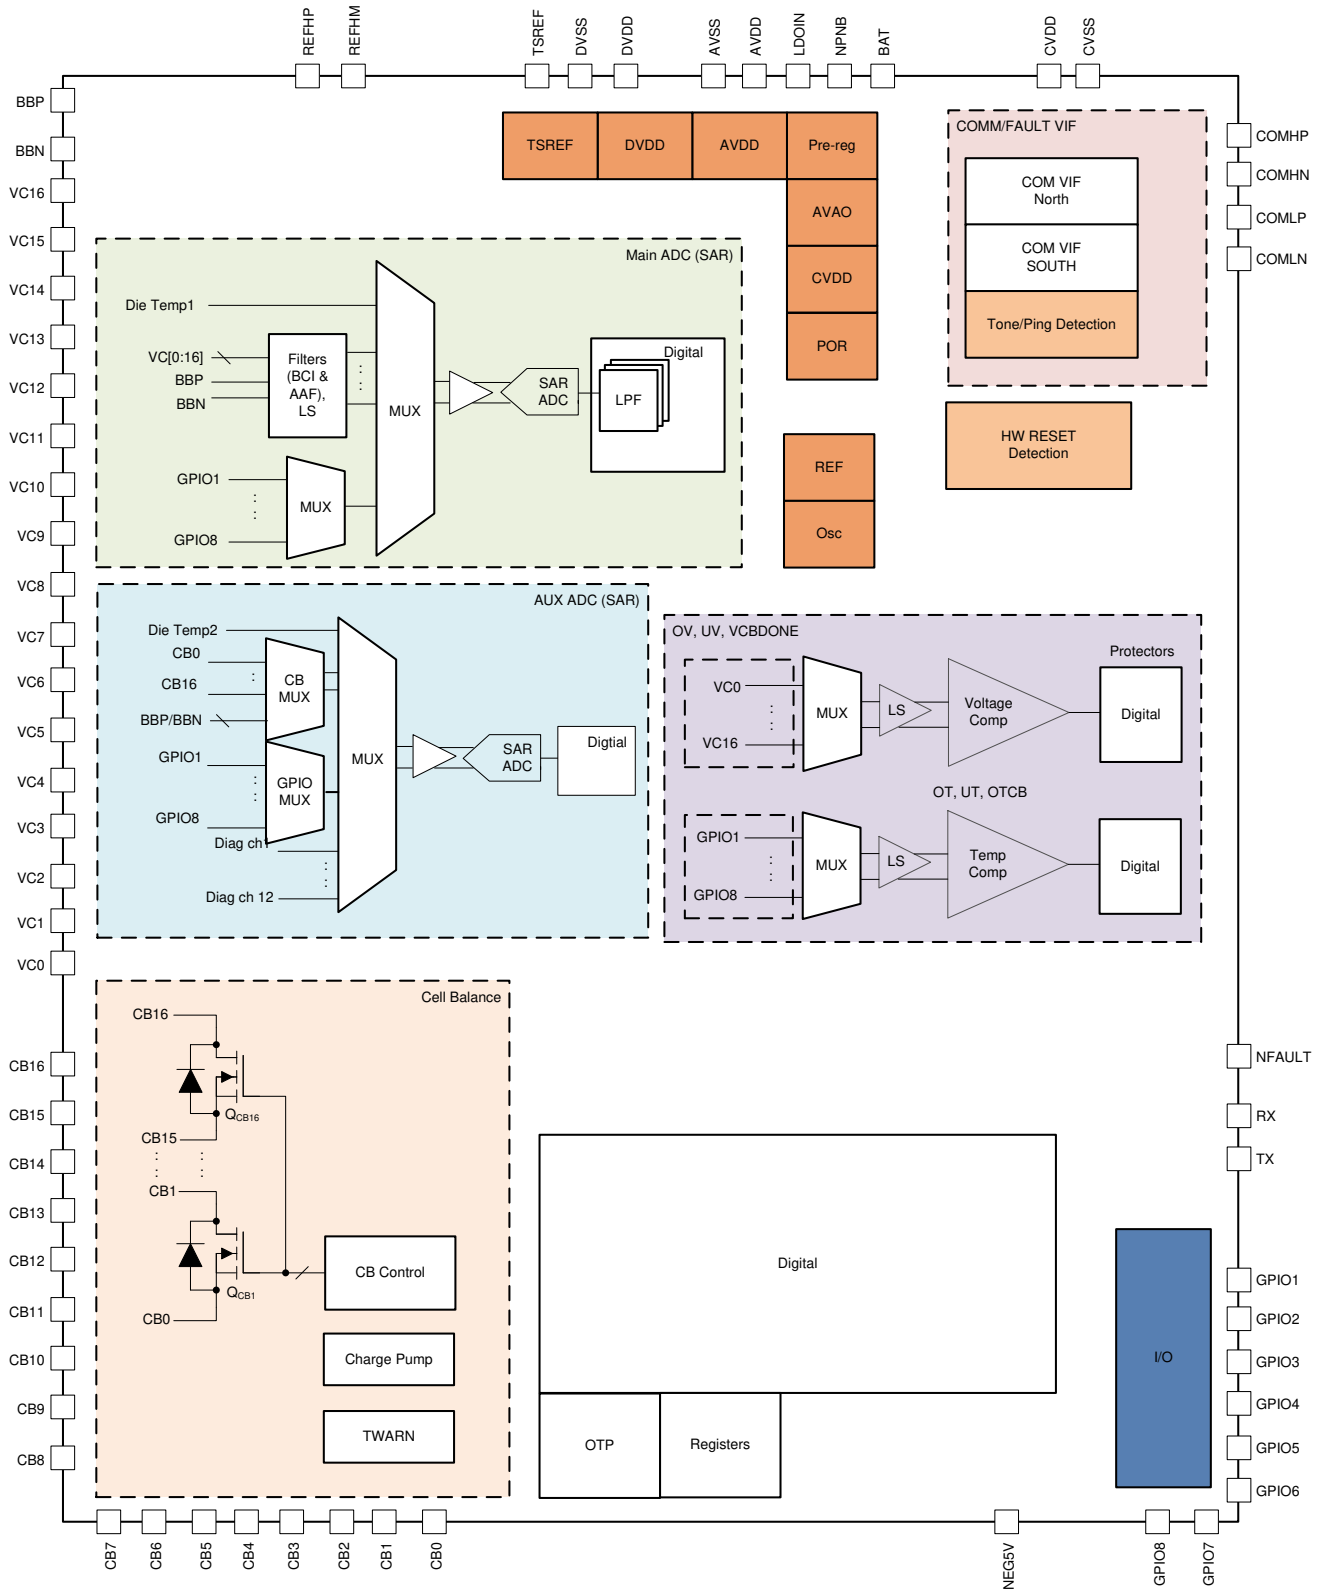 REFHP
REFHM
TSREF
DVSS
DVDD
AVSS
AVDD
LDOIN
NPNB
BAT
CVDD
CVSS
BBP
BBN
VC16
VC15
VC14
VC13
VC12
VC11
VC10
VC9
VC8
VC7
VC6
VC5
VC4
VC3
VC2
VC1
VC0
CB16
CB15
CB14
CB13
CB12
CB11
CB10
CB9
CB8
TSREF
DVDD
AVDD
Pre-reg
AVAO
CVDD
POR
REF
Osc
COMM/FAULT VIF
COM VIF
North
COM VIF
SOUTH
Tone/Ping Detection
HW RESET
Detection
COMHP
COMHN
COMLP
COMLN
Main ADC (SAR)
Die Temp1
VC[0:16]
BBP
BBN
Filters
(BCI &
AAF),
LS
GPIO1
GPIO8
MUX
MUX
SAR
ADC
Digital
LPF
AUX ADC (SAR)
Die Temp2
CB0
CB16
BBP/BBN
CB
MUX
GPIO1
GPIO8
GPIO
MUX
Diag ch1
Diag ch 12
MUX
SAR
ADC
Digtial
OV, UV, VCBDONE
Protectors
VC0
VC16
MUX
LS
Voltage
Comp
Digital
OT, UT, OTCB
GPIO1
GPIO8
MUX
LS
Temp
Comp
Digital
Cell Balance
CB16
QCB16
CB15
CB1
QCB1
CB0
CB Control
Charge Pump
TWARN
Digital
OTP
Registers
I/O
NFAULT
RX
TX
GPIO1
GPIO2
GPIO3
GPIO4
GPIO5
GPIO6
CB7
CB6
CB5
CB4
CB3
CB2
CB1
CB0
NEG5V
GPIO8
GPIO7